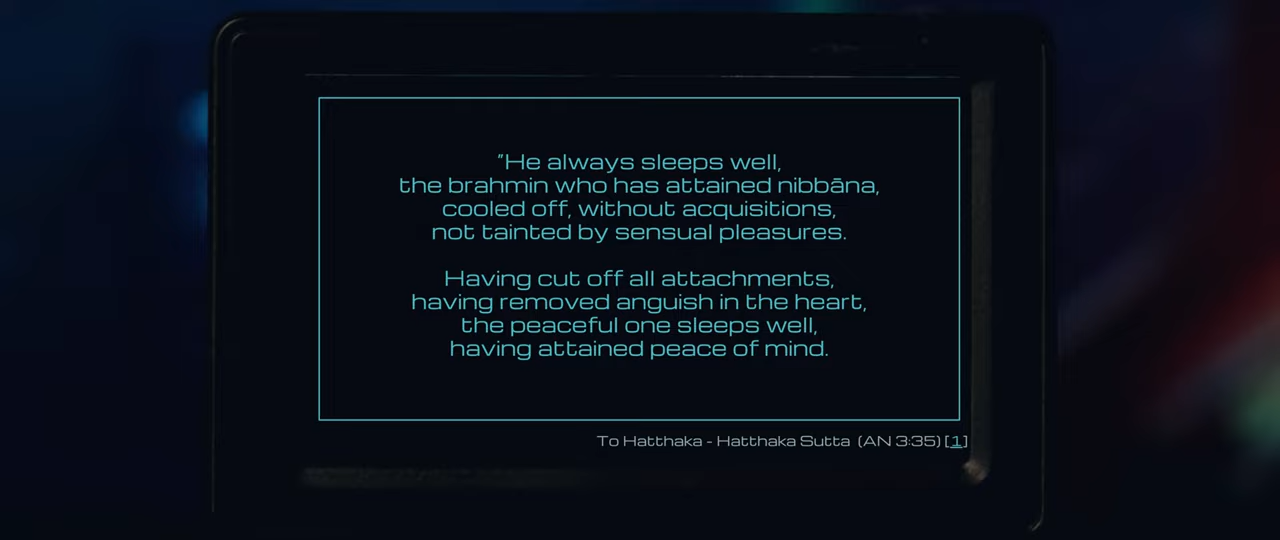 "He always sleeps well,
the brahmin who has attained nibbāna,
cooled off, without acquisitions,
not tainted by sensual pleasures.
Having cut off all attachments,
having removed anguish in the heart,
the peaceful one sleeps well,
having attained peace of mind.
To Hatthaka - Hatthaka Sutta (AN 3:35) [1]